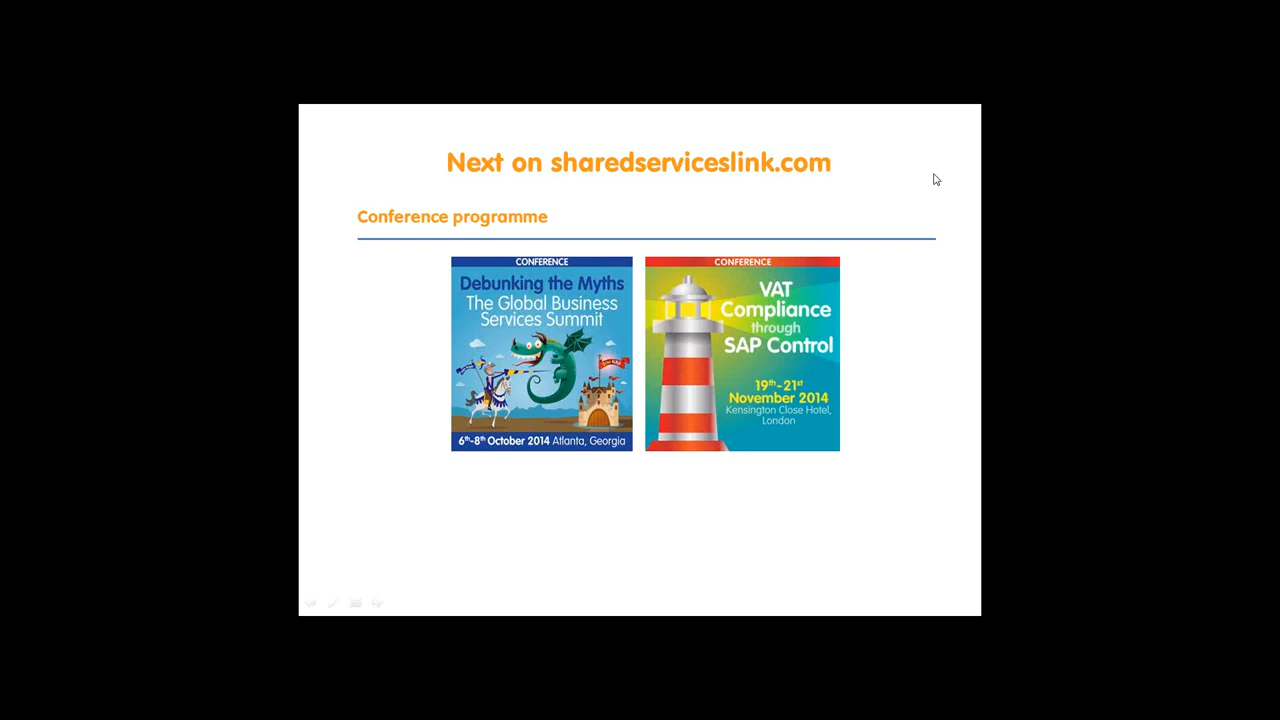 Next on sharedserviceslink.com
Conference programme
CONFERENCE
Debunking the Myths
The Global Business
Services Summit
6th-8th October 2014 Atlanta, Georgia
CONFERENCE
VAT
Compliance
through
SAP Control
19th-21st
November 2014
Kensington Close Hotel,
London